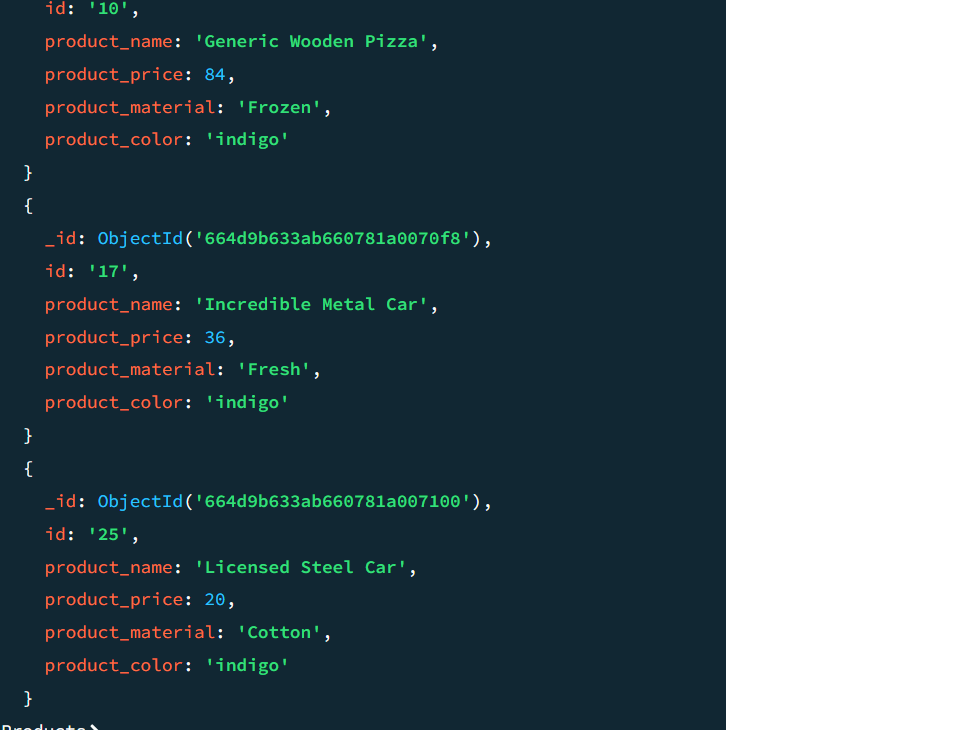 id: '10',
product_name: 'Generic Wooden Pizza',
product_price: 84,
product_material: 'Frozen',
product_color: 'indigo'
}
{
_id: ObjectId('664d9b633ab660781a0070f8'),
id: '17',
product_name: 'Incredible Metal Car',
product_price: 36,
product_material: 'Fresh',
product_color: 'indigo'
}
{
_id: ObjectId('664d9b633ab660781a007100'),
id: '25',
product_name: 'Licensed Steel Car',
product_price: 20,
product_material: 'Cotton',
product_color: 'indigo'
}
Products>